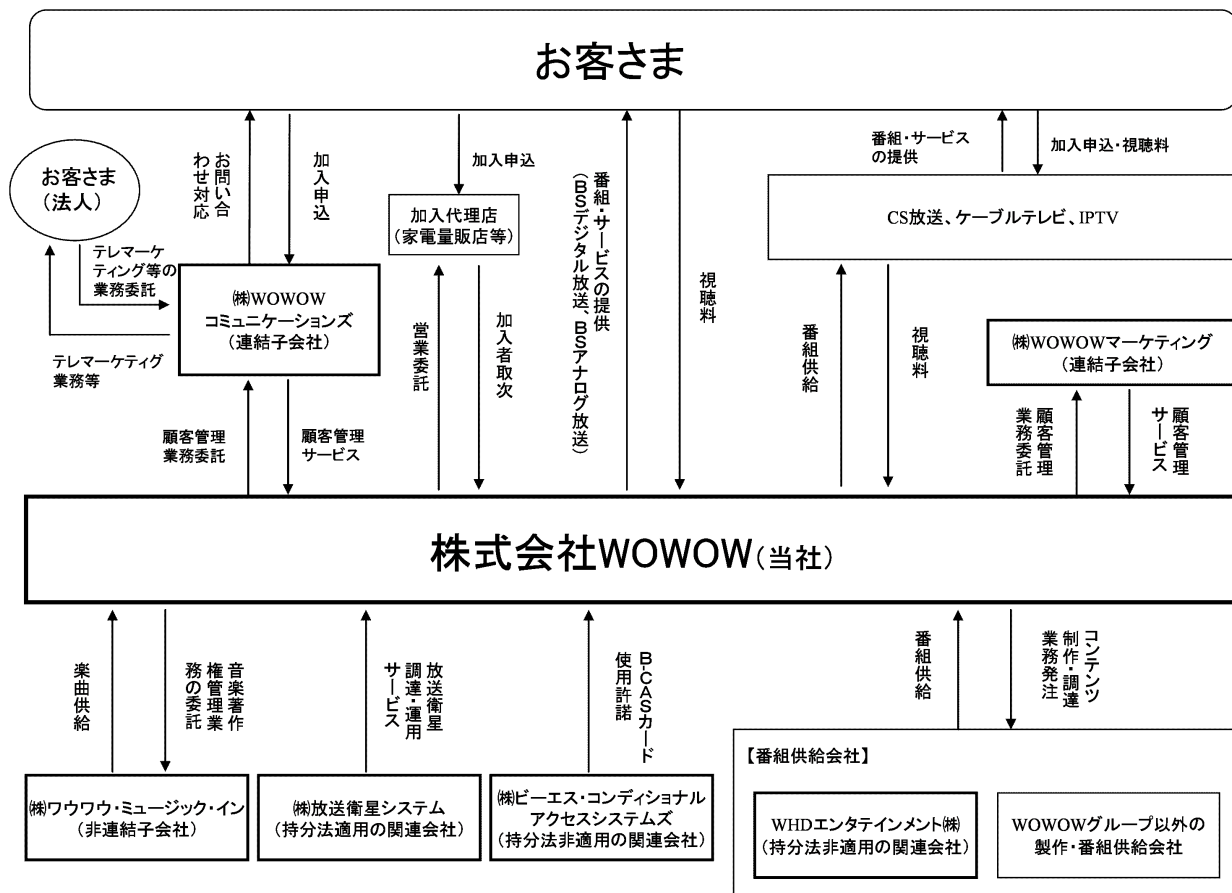 お客さま
お客さま
(法人)
お問い合
わせ対応
加入申込
加入申込
番組・サービスの提供
(BSデジタル放送、BSアナログ放送)
視聴料
番組・サービス
の提供
加入申込・視聴料
加入代理店
(家電量販店等)
CS放送、ケーブルテレビ、IPTV
テレマーケ
ティング等の
業務委託
㈱WOWOW
コミュニケーションズ
(連結子会社)
テレマーケティグ
業務等
営業委託
加入者取次
番組供給
視聴料
㈱WOWOWマーケティング
(連結子会社)
顧客管理
業務委託
顧客管理
サービス
顧客管理
業務委託
顧客管理
サービス
株式会社WOWOW(当社)
楽曲供給
音楽著作
権管理業
務の委託
放送衛星
調達・運用
サービス
B-CASカード
使用許諾
番組供給
コンテンツ
制作・調達
業務発注
㈱ワウワウ・ミュージック・イン
(非連結子会社)
㈱放送衛星システム
(持分法適用の関連会社)
㈱ビーエス・コンディショナル
アクセスシステムズ
(持分法非適用の関連会社)
【番組供給会社】
WHDエンタテインメント㈱
(持分法非適用の関連会社)
WOWOWグループ以外の
製作・番組供給会社